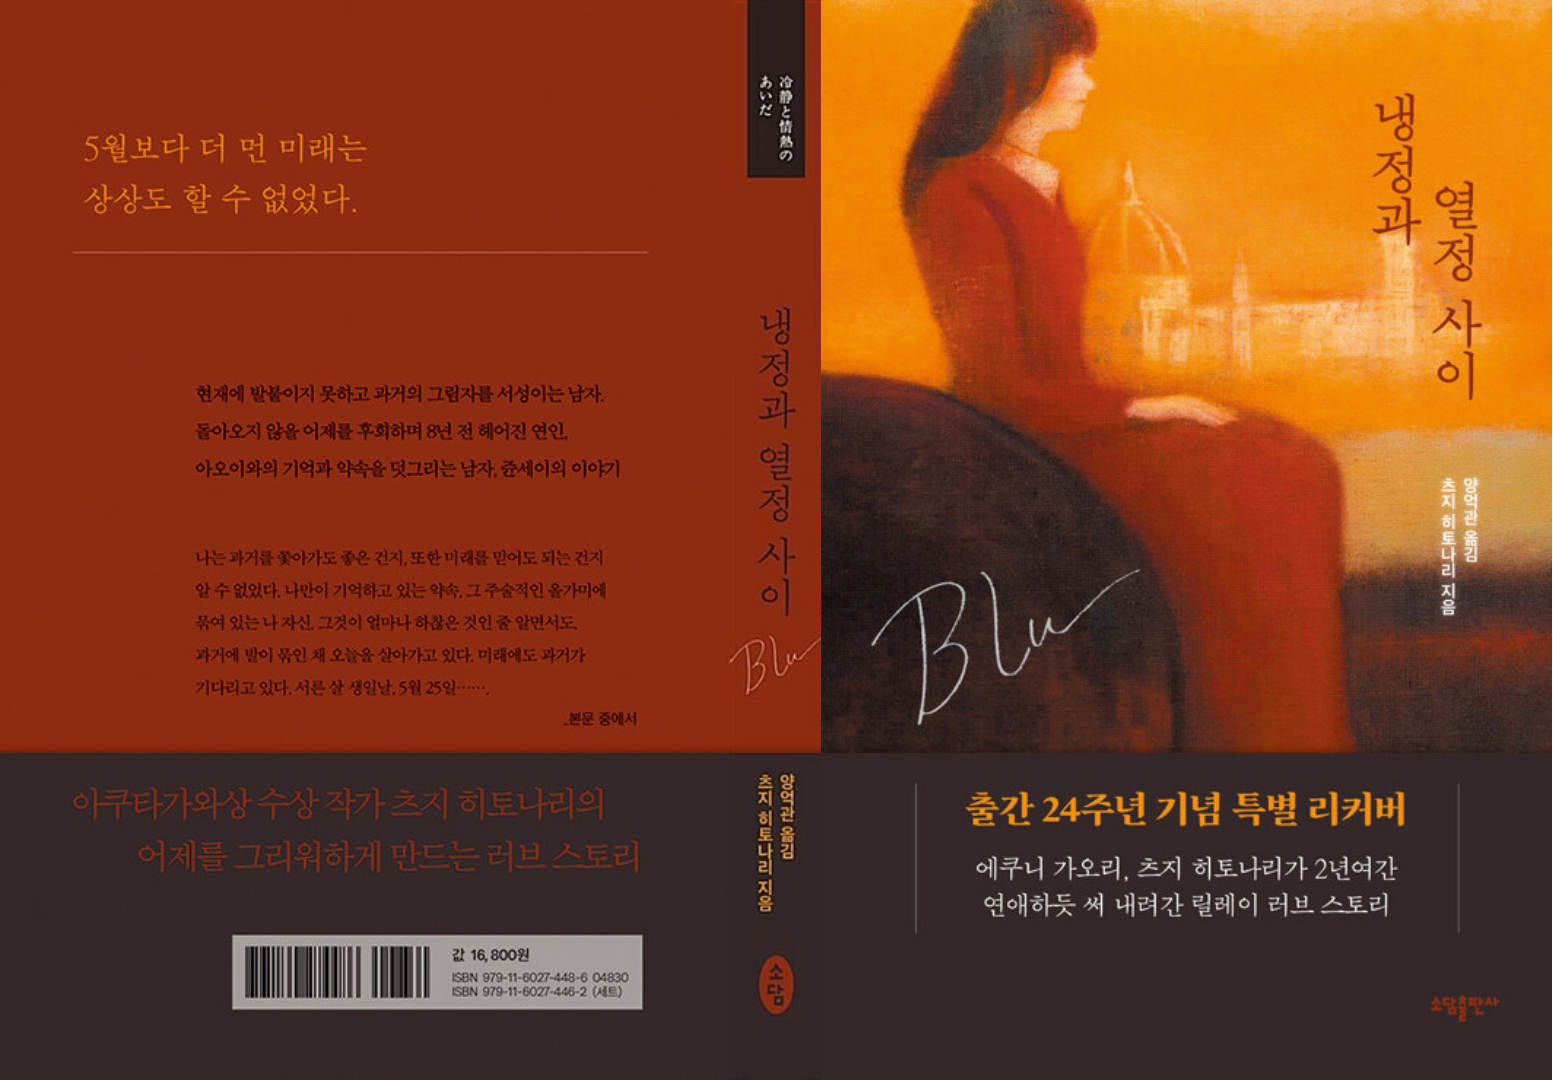 5월보다 더 먼 미래는
상상도 할 수 없었다.
현재에 발붙이지 못하고 과거의 그림자를 서성이는 남자.
돌아오지 않을 어제를 후회하며 8년 전 헤어진 연인,
아오이와의 기억과 약속을 덧그리는 남자, 쥰세이의 이야기
나는 과거를 쫓아가도 좋은 건지, 또한 미래를 믿어도 되는 건지
알 수 없었다. 나만이 기억하고 있는 약속. 그 주술적인 올가미에
묶여 있는 나 자신. 그것이 얼마나 하찮은 것인 줄 알면서도,
과거에 발이 묶인 채 오늘을 살아가고 있다. 미래에도 과거가
기다리고 있다. 서른 살 생일날, 5월 25일…….
_본문 중에서
아쿠타가와상 수상 작가 츠지 히토나리의
어제를 그리워하게 만드는 러브 스토리
값 16,800원
ISBN 979-11-6027-448-6 04830
ISBN 979-11-6027-446-2 (세트)
冷静と情熱の
あいだ
냉정과 열정 사이
Blu
츠지 히토나리 지음
양억관 옮김
소담
냉정과
열정 사이
츠지 히토나리 지음
양억관 옮김
Blu
출간 24주년 기념 특별 리커버
에쿠니 가오리, 츠지 히토나리가 2년여간
연애하듯 써 내려간 릴레이 러브 스토리
소담출판사